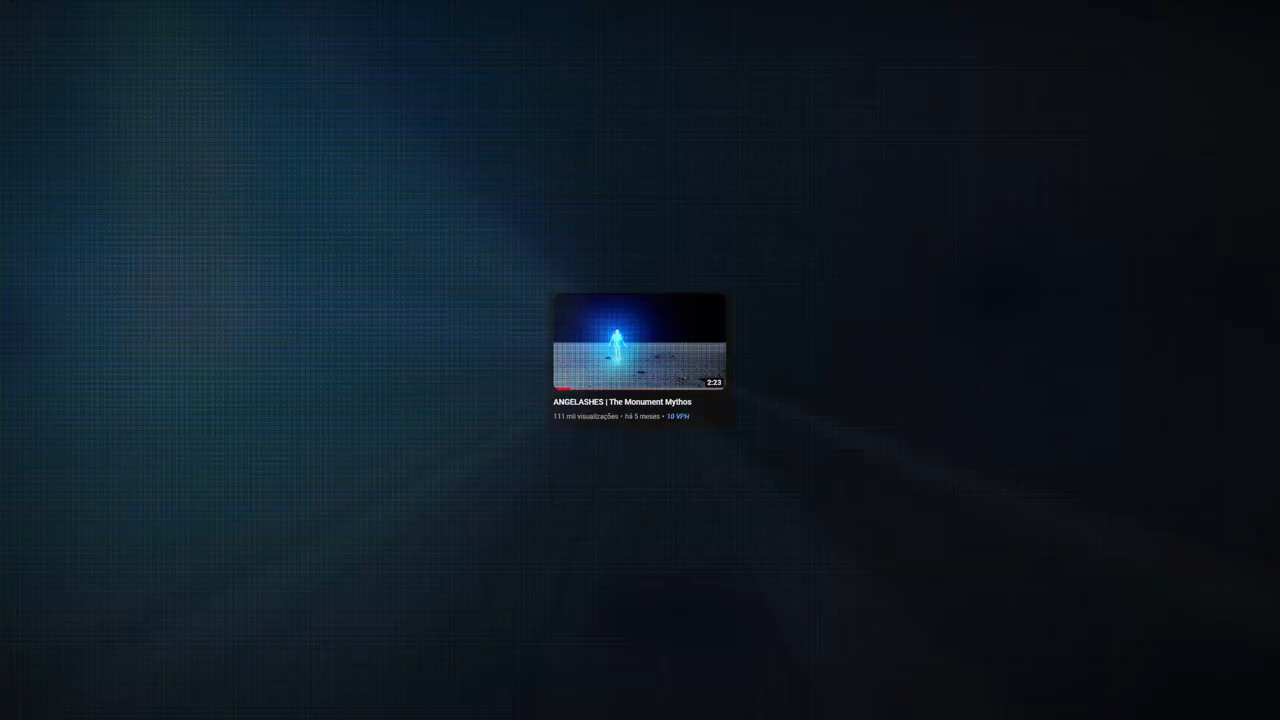 2:23
ANGELASHES | The Monument Mythos
111 mil visualizações • há 5 meses • 10 VPH